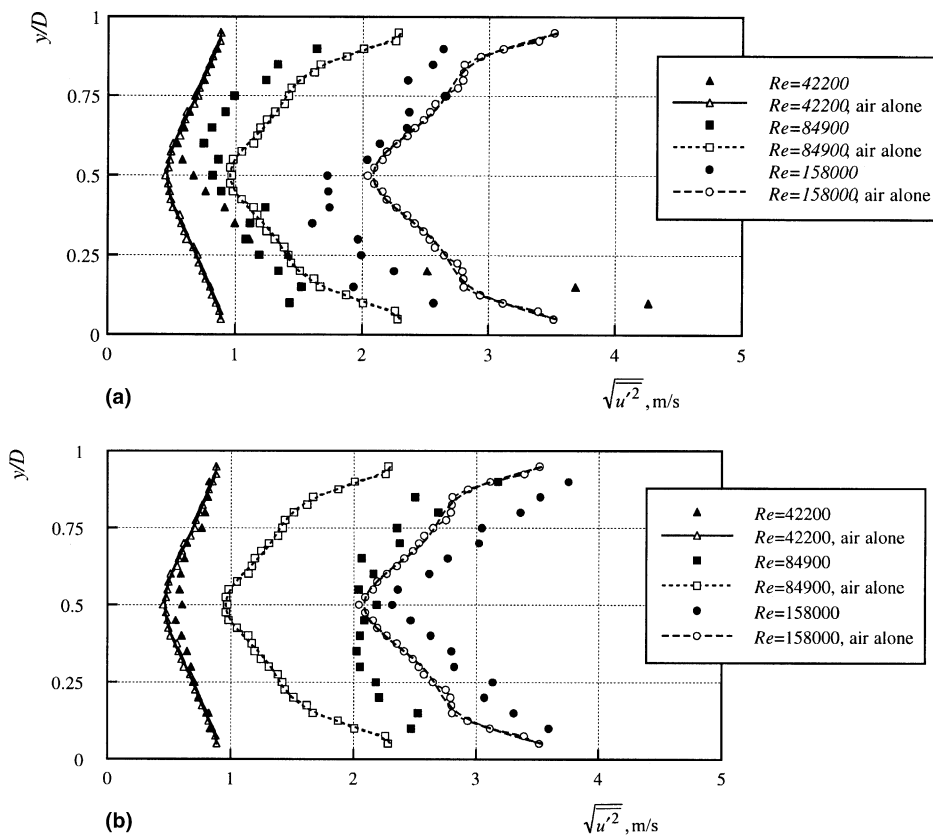 y/D
1
0.75
0.5
0.25
0
0 1 2 3 4 5
Re=42200
Re=42200, air alone
Re=84900
Re=84900, air alone
Re=158000
Re=158000, air alone
(a)
√u′², m/s
y/D
1
0.75
0.5
0.25
0
0 1 2 3 4 5
Re=42200
Re=42200, air alone
Re=84900
Re=84900, air alone
Re=158000
Re=158000, air alone
(b)
√u′², m/s